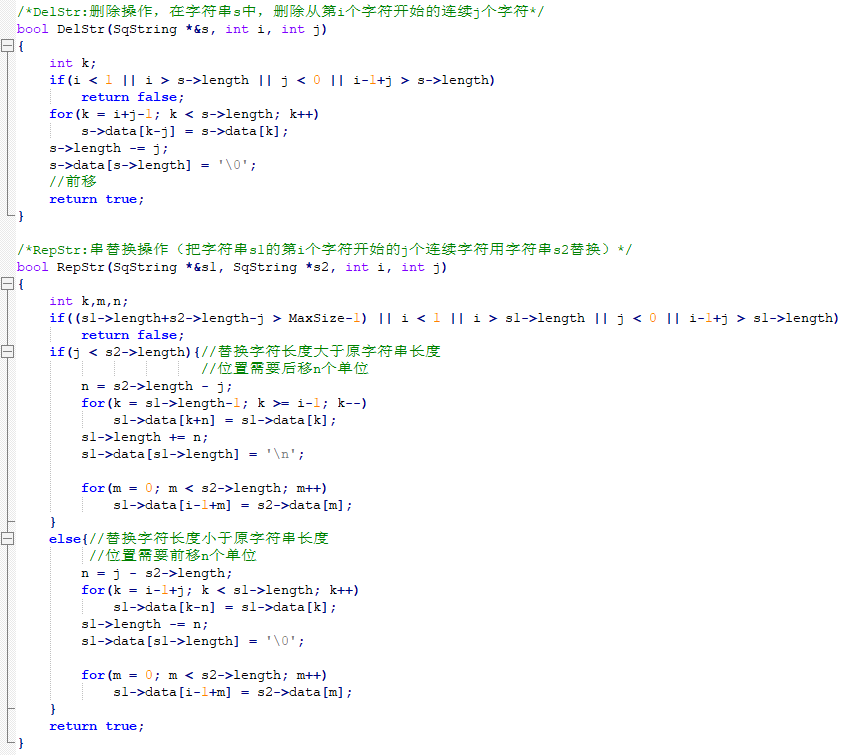 /*DelStr:删除操作，在字符串s中，删除从第i个字符开始的连续j个字符*/
bool DelStr(SqString *&s, int i, int j)
{
    int k;
    if(i < 1 || i > s->length || j < 0 || i-1+j > s->length)
        return false;
    for(k = i+j-1; k < s->length; k++)
        s->data[k-j] = s->data[k];
    s->length -= j;
    s->data[s->length] = '\0';
    //前移
    return true;
}
/*RepStr:串替换操作（把字符串s1的第i个字符开始的j个连续字符用字符串s2替换）*/
bool RepStr(SqString *&s1, SqString *s2, int i, int j)
{
    int k,m,n;
    if((s1->length+s2->length-j > MaxSize-1) || i < 1 || i > s1->length || j < 0 || i-1+j > s1->length)
        return false;
    if(j < s2->length){//替换字符长度大于原字符串长度
                       //位置需要后移n个单位
        n = s2->length - j;
        for(k = s1->length-1; k >= i-1; k--)
            s1->data[k+n] = s1->data[k];
        s1->length += n;
        s1->data[s1->length] = '\n';
        for(m = 0; m < s2->length; m++)
            s1->data[i-1+m] = s2->data[m];
    }
    else{//替换字符长度小于原字符串长度
         //位置需要前移n个单位
        n = j - s2->length;
        for(k = i-1+j; k < s1->length; k++)
            s1->data[k-n] = s1->data[k];
        s1->length -= n;
        s1->data[s1->length] = '\0';
        for(m = 0; m < s2->length; m++)
            s1->data[i-1+m] = s2->data[m];
    }
    return true;
}